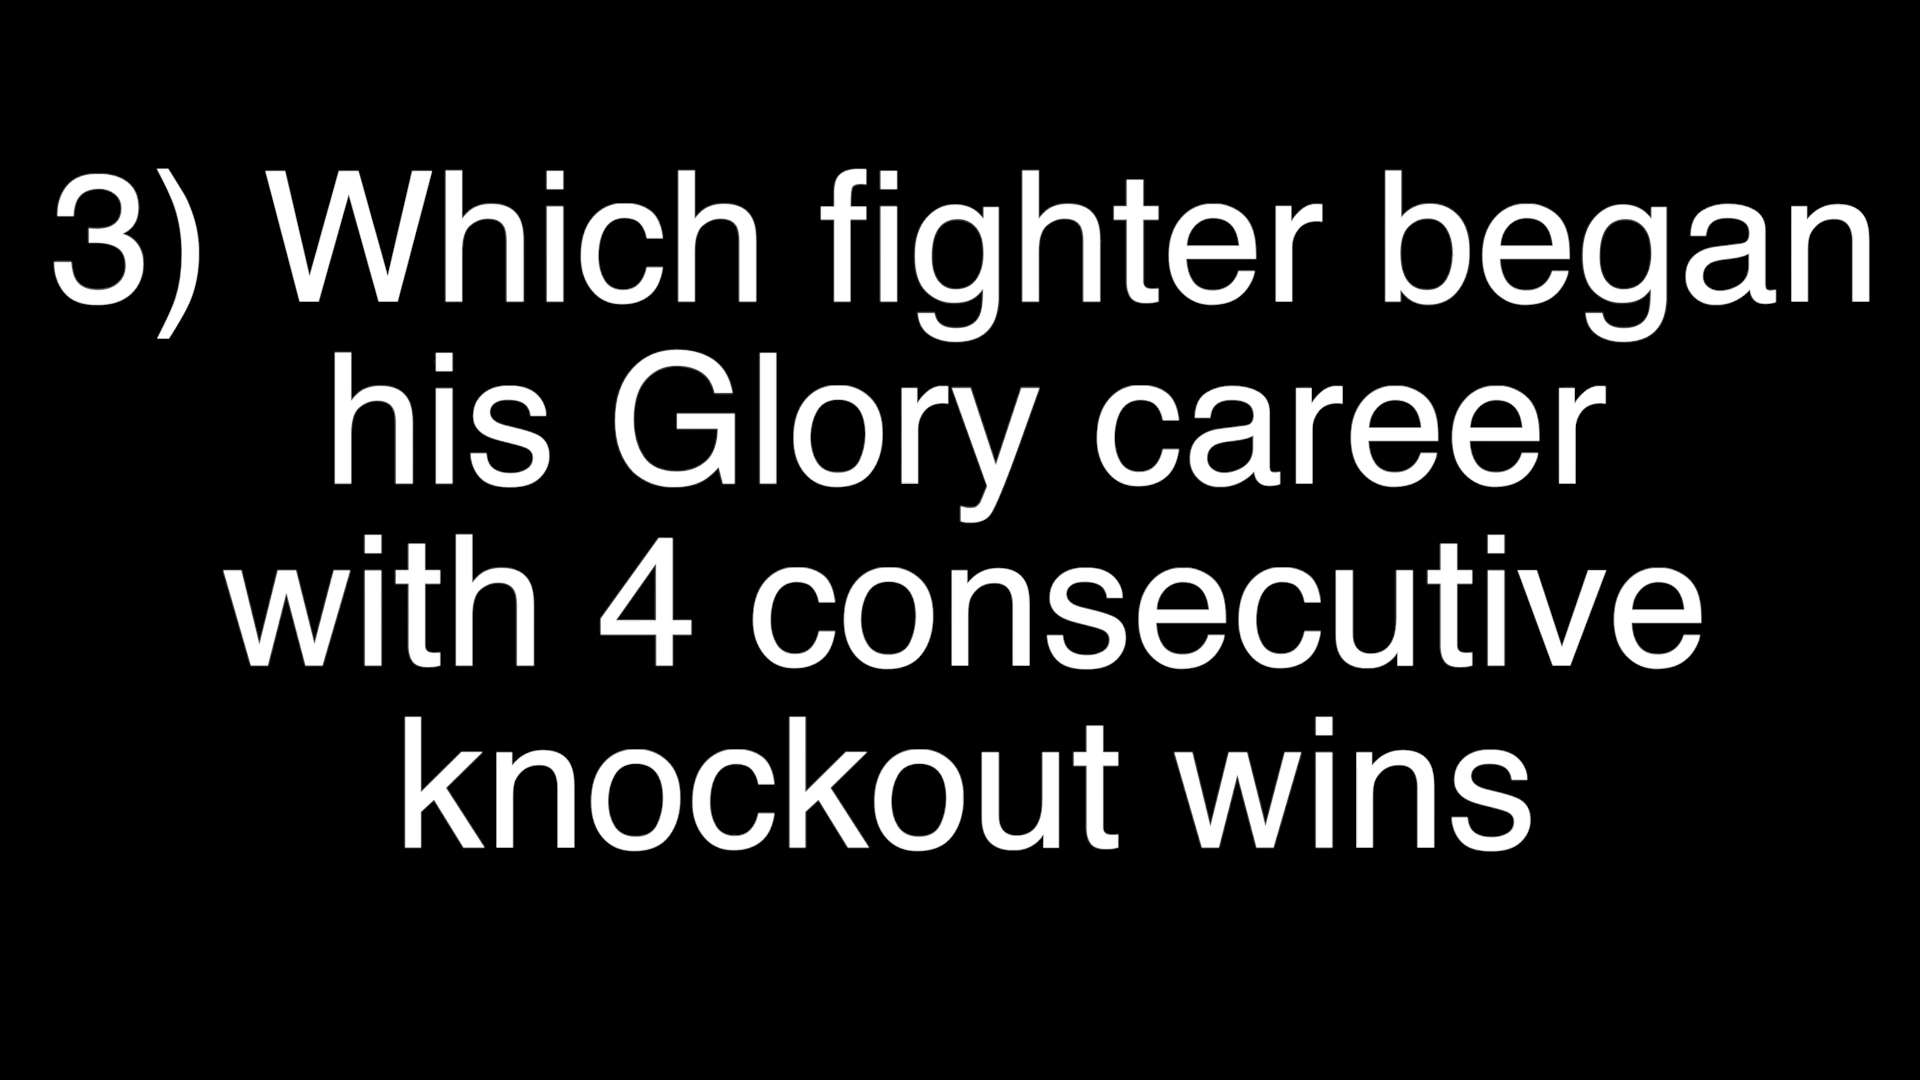 3) Which fighter began
his Glory career
with 4 consecutive
knockout wins